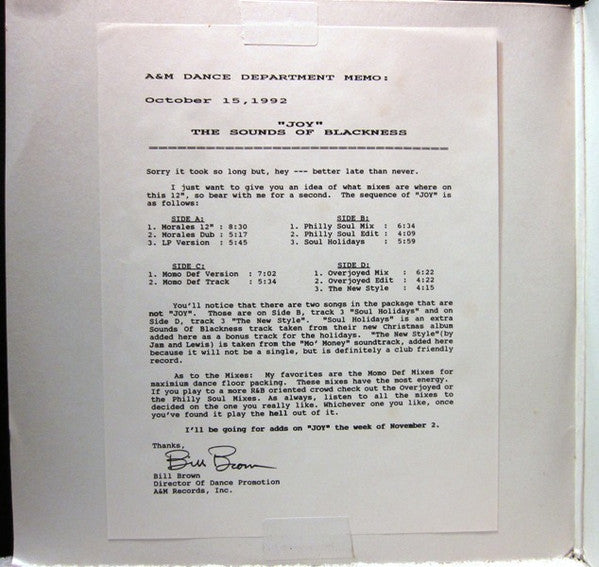 A&M DANCE DEPARTMENT MEMO:
October 15,1992
"JOY"
THE SOUNDS OF BLACKNESS
Sorry it took so long but, hey --- better late than never.
I just want to give you an idea of what mixes are where on
this 12", so bear with me for a second. The sequence of "JOY" is
as follows:
SIDE A:
1. Morales 12" : 8:30
2. Morales Dub : 5:17
3. LP Version : 5:45
SIDE B:
1. Philly Soul Mix : 6:34
2. Philly Soul Edit : 4:09
3. Soul Holidays : 5:59
SIDE C:
1. Momo Def Version : 7:02
2. Momo Def Track : 5:34
SIDE D:
1. Overjoyed Mix : 6:22
2. Overjoyed Edit : 4:22
3. The New Style : 4:15
You'll notice that there are two songs in the package that are
not "JOY". Those are on Side B, track 3 "Soul Holidays" and on
Side D, track 3 "The New Style". "Soul Holidays" is an extra
Sounds Of Blackness track taken from their new Christmas album
added here as a bonus track for the holidays. "The New Style"(by
Jam and Lewis) is taken from the "Mo' Money" soundtrack, added here
because it will not be a single, but is definitely a club friendly
record.
As to the Mixes: My favorites are the Momo Def Mixes for
maximium dance floor packing. These mixes have the most energy.
If you play to a more R&B oriented crowd check out the Overjoyed or
the Philly Soul Mixes. As always, listen to all the mixes to
decided on the one you really like. Whichever one you like, once
you've found it play the hell out of it.
I'll be going for adds on "JOY" the week of November 2.
Thanks,
Bill Brown
Bill Brown
Director Of Dance Promotion
A&M Records, Inc.